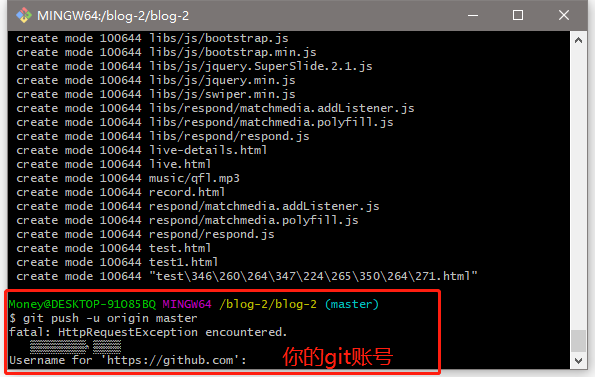 MINGW64:/blog-2/blog-2
create mode 100644 libs/js/bootstrap.js
create mode 100644 libs/js/bootstrap.min.js
create mode 100644 libs/js/jquery.SuperSlide.2.1.js
create mode 100644 libs/js/jquery.min.js
create mode 100644 libs/js/swiper.min.js
create mode 100644 libs/respond/matchmedia.addListener.js
create mode 100644 libs/respond/matchmedia.polyfill.js
create mode 100644 libs/respond/respond.js
create mode 100644 live-details.html
create mode 100644 live.html
create mode 100644 music/qfl.mp3
create mode 100644 record.html
create mode 100644 respond/matchmedia.addListener.js
create mode 100644 respond/matchmedia.polyfill.js
create mode 100644 respond/respond.js
create mode 100644 test.html
create mode 100644 test1.html
create mode 100644 "test\346\260\264\347\224\265\350\264\271.html"
Money@DESKTOP-91O85BQ MINGW64 /blog-2/blog-2 (master)
$ git push -u origin master
fatal: HttpRequestException encountered.
Username for 'https://github.com': 你的git账号